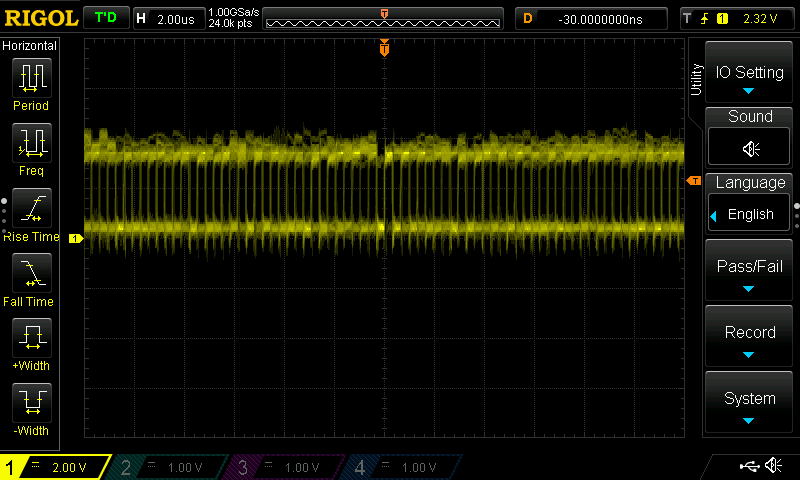 RIGOL T'D H 2.00us 1.00GSa/s 24.0k pts T D -30.0000000ns T 1 2.32 V
Horizontal
Period
Freq
Rise Time
Fall Time
+Width
-Width
T
T
1
Utility
IO Setting
Sound
Language
English
Pass/Fail
Record
System
1 2.00 V 2 1.00 V 3 1.00 V 4 1.00 V